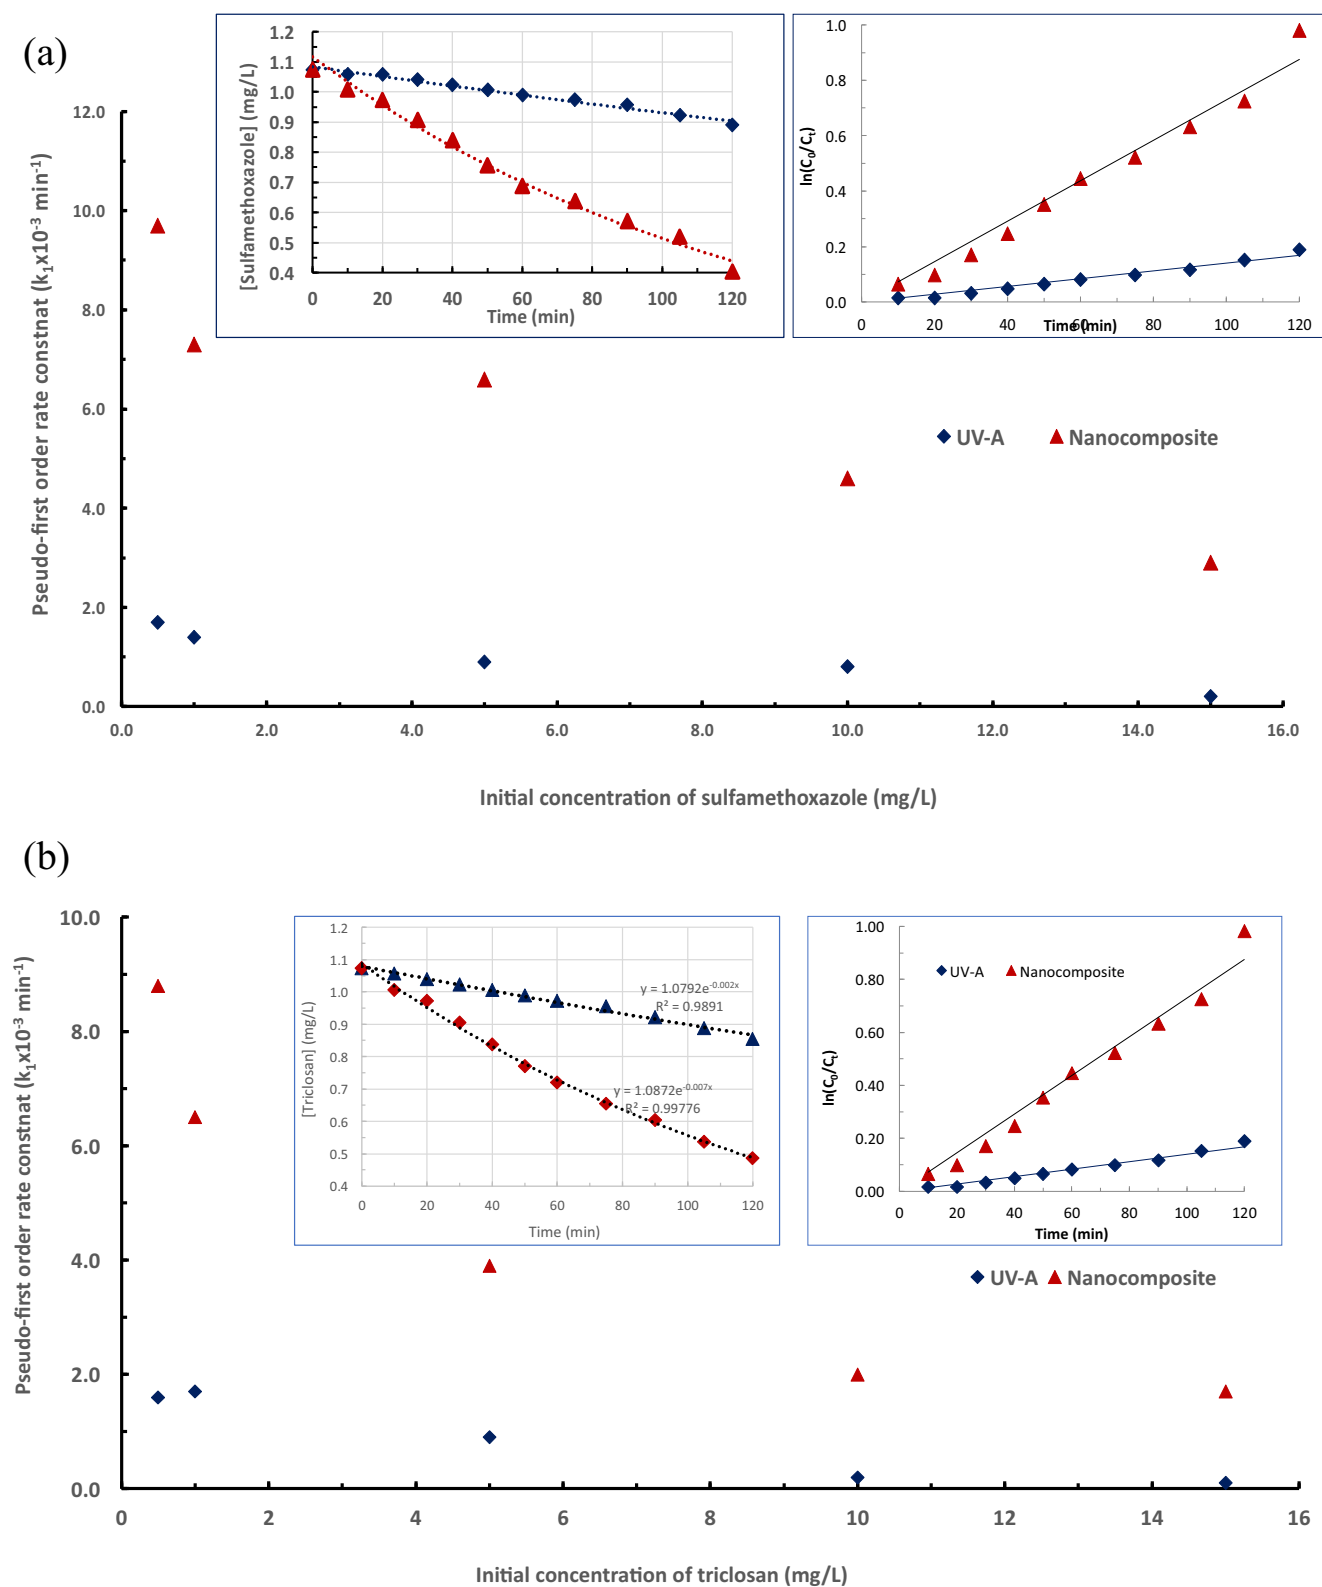 (a)
1.2
1.1
1.0
0.9
0.8
0.7
0.6
0.5
0.4
[Sulfamethoxazole] (mg/L)
0 20 40 60 80 100 120
Time (min)
1.0
0.8
0.6
0.4
0.2
0.0
ln(C₀/Cₜ)
0 20 40 60 80 100 120
Time (min)
12.0
10.0
8.0
6.0
4.0
2.0
0.0
Pseudo-first order rate constnat (k₁x10⁻³ min⁻¹)
UV-A Nanocomposite
0.0 2.0 4.0 6.0 8.0 10.0 12.0 14.0 16.0
Initial concentration of sulfamethoxazole (mg/L)
(b)
10.0
8.0
6.0
4.0
2.0
0.0
Pseudo-first order rate constnat (k₁x10⁻³ min⁻¹)
1.2
1.1
1.0
0.9
0.8
0.7
0.6
0.5
0.4
[Triclosan] (mg/L)
y = 1.0792e⁻⁰·⁰⁰²ˣ
R² = 0.9891
y = 1.0872e⁻⁰·⁰⁰⁷ˣ
R² = 0.99776
0 20 40 60 80 100 120
Time (min)
1.00
0.80
0.60
0.40
0.20
0.00
ln(C₀/Cₜ)
UV-A Nanocomposite
0 20 40 60 80 100 120
Time (min)
UV-A Nanocomposite
0 2 4 6 8 10 12 14 16
Initial concentration of triclosan (mg/L)